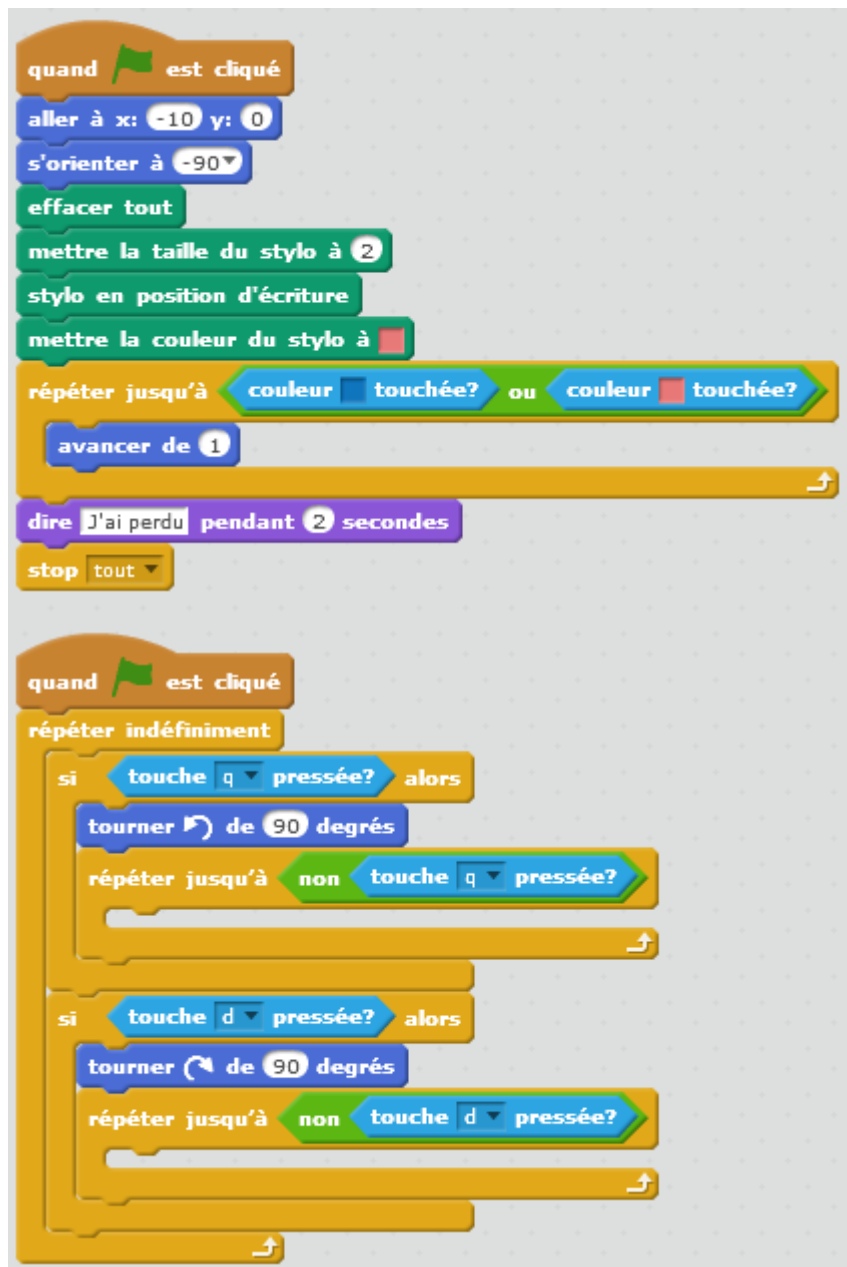 quand est cliqué
aller à x: -10 y: 0
s'orienter à -90
effacer tout
mettre la taille du stylo à 2
stylo en position d'écriture
mettre la couleur du stylo à
répéter jusqu'à couleur touchée? ou couleur touchée?
avancer de 1
dire J'ai perdu pendant 2 secondes
stop tout
quand est cliqué
répéter indéfiniment
si touche q pressée? alors
tourner de 90 degrés
répéter jusqu'à non touche q pressée?
si touche d pressée? alors
tourner de 90 degrés
répéter jusqu'à non touche d pressée?